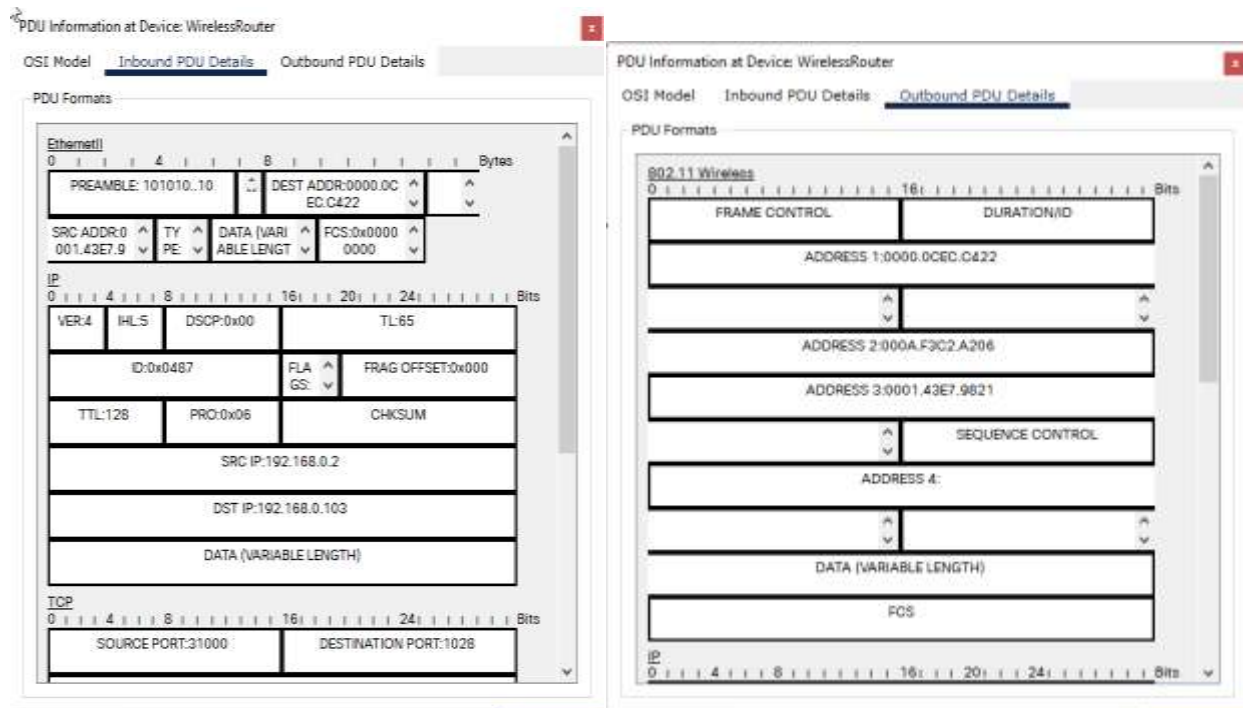 PDU Information at Device: WirelessRouter
x
OSI Model Inbound PDU Details Outbound PDU Details
PDU Formats
EthernetII
0 4 8 Bytes
PREAMBLE: 101010..10
DEST ADDR:0000.0C
EC.C422
SRC ADDR:0
001.43E7.9
TY
PE:
DATA (VARI
ABLE LENGT
FCS:0x0000
0000
IP
0 4 8 16 20 24 Bits
VER:4 IHL:5 DSCP:0x00 TL:65
ID:0x0487
FLA
GS:
FRAG OFFSET:0x000
TTL:128 PRO:0x06 CHKSUM
SRC IP:192.168.0.2
DST IP:192.168.0.103
DATA (VARIABLE LENGTH)
TCP
0 4 8 16 24 Bits
SOURCE PORT:31000 DESTINATION PORT:1028
PDU Information at Device: WirelessRouter
x
OSI Model Inbound PDU Details Outbound PDU Details
PDU Formats
802.11 Wireless
0 16 Bits
FRAME CONTROL DURATION/ID
ADDRESS 1:0000.0CEC.C422
ADDRESS 2:000A.F3C2.A206
ADDRESS 3:0001.43E7.9821
SEQUENCE CONTROL
ADDRESS 4:
DATA (VARIABLE LENGTH)
FCS
IP
0 4 8 16 20 24 Bits